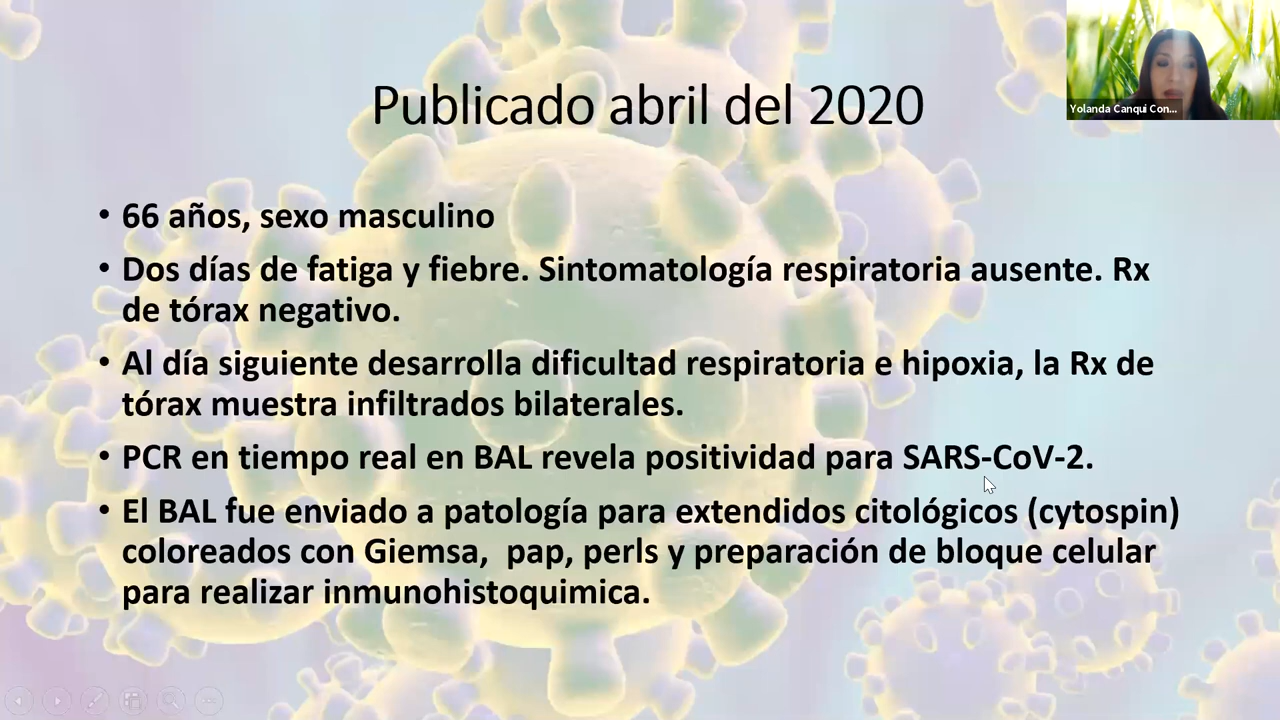 Publicado abril del 2020
Yolanda Canqui Con...
• 66 años, sexo masculino
• Dos días de fatiga y fiebre. Sintomatología respiratoria ausente. Rx
de tórax negativo.
• Al día siguiente desarrolla dificultad respiratoria e hipoxia, la Rx de
tórax muestra infiltrados bilaterales.
• PCR en tiempo real en BAL revela positividad para SARS-CoV-2.
• El BAL fue enviado a patología para extendidos citológicos (cytospin)
coloreados con Giemsa,  pap, perls y preparación de bloque celular
para realizar inmunohistoquimica.